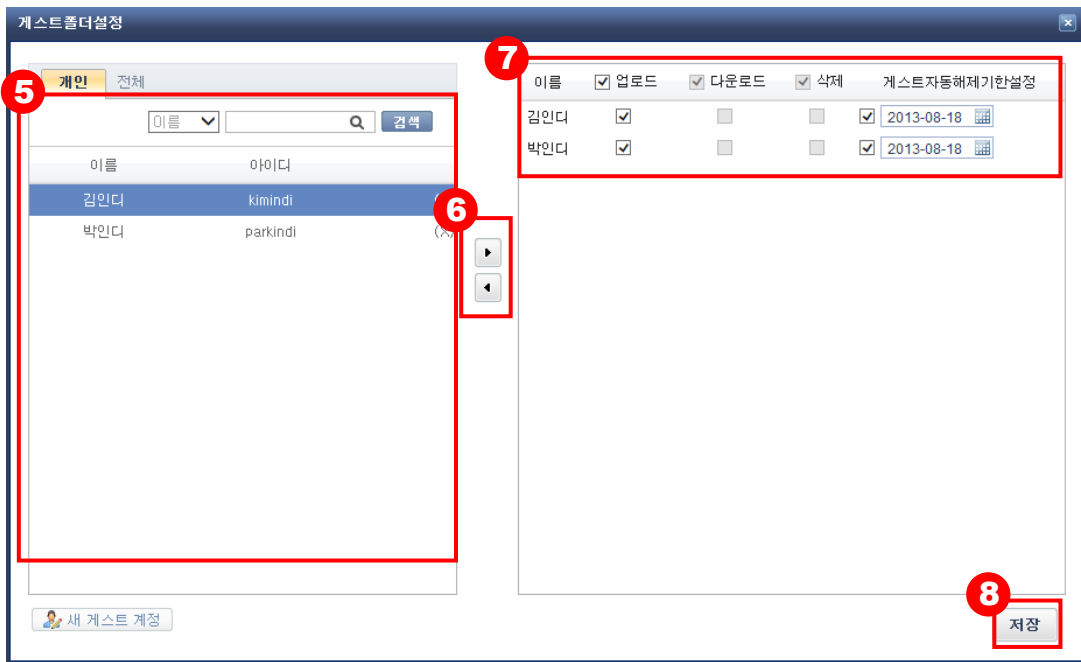 게스트폴더설정
5
개인 전체
이름 검색
이름 아이디
김인디 kimindi
박인디 parkindi (X)
6
7
이름 업로드 다운로드 삭제 게스트자동해제기한설정
김인디 2013-08-18
박인디 2013-08-18
새 게스트 계정
8
저장